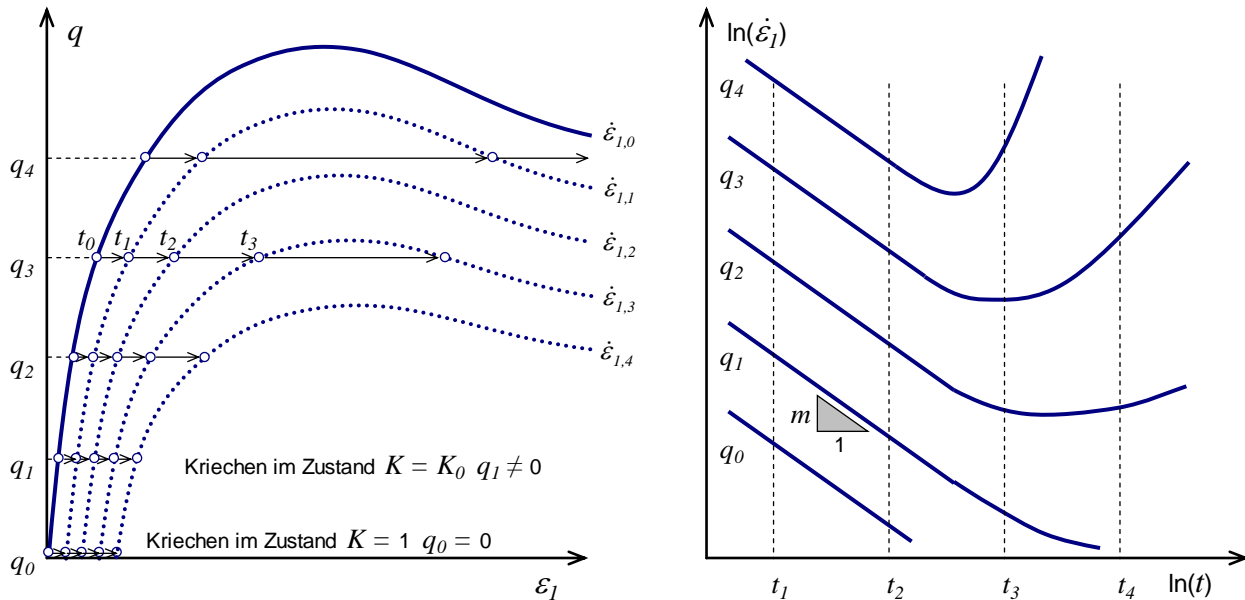 q
q₄
q₃
q₂
q₁
q₀
t₀ t₁ t₂ t₃
ε̇₁,₀
ε̇₁,₁
ε̇₁,₂
ε̇₁,₃
ε̇₁,₄
Kriechen im Zustand K = K₀ q₁ ≠ 0
Kriechen im Zustand K = 1 q₀ = 0
ε₁
ln(ε̇₁)
q₄
q₃
q₂
q₁
q₀
m
1
t₁ t₂ t₃ t₄
ln(t)